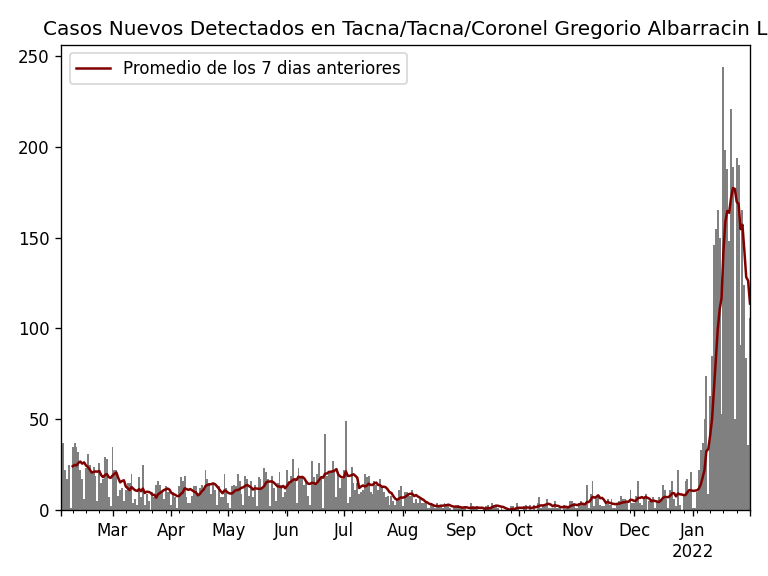 Casos Nuevos Detectados en Tacna/Tacna/Coronel Gregorio Albarracin L
Promedio de los 7 dias anteriores
250
200
150
100
50
0
Mar Apr May Jun Jul Aug Sep Oct Nov Dec Jan
2022